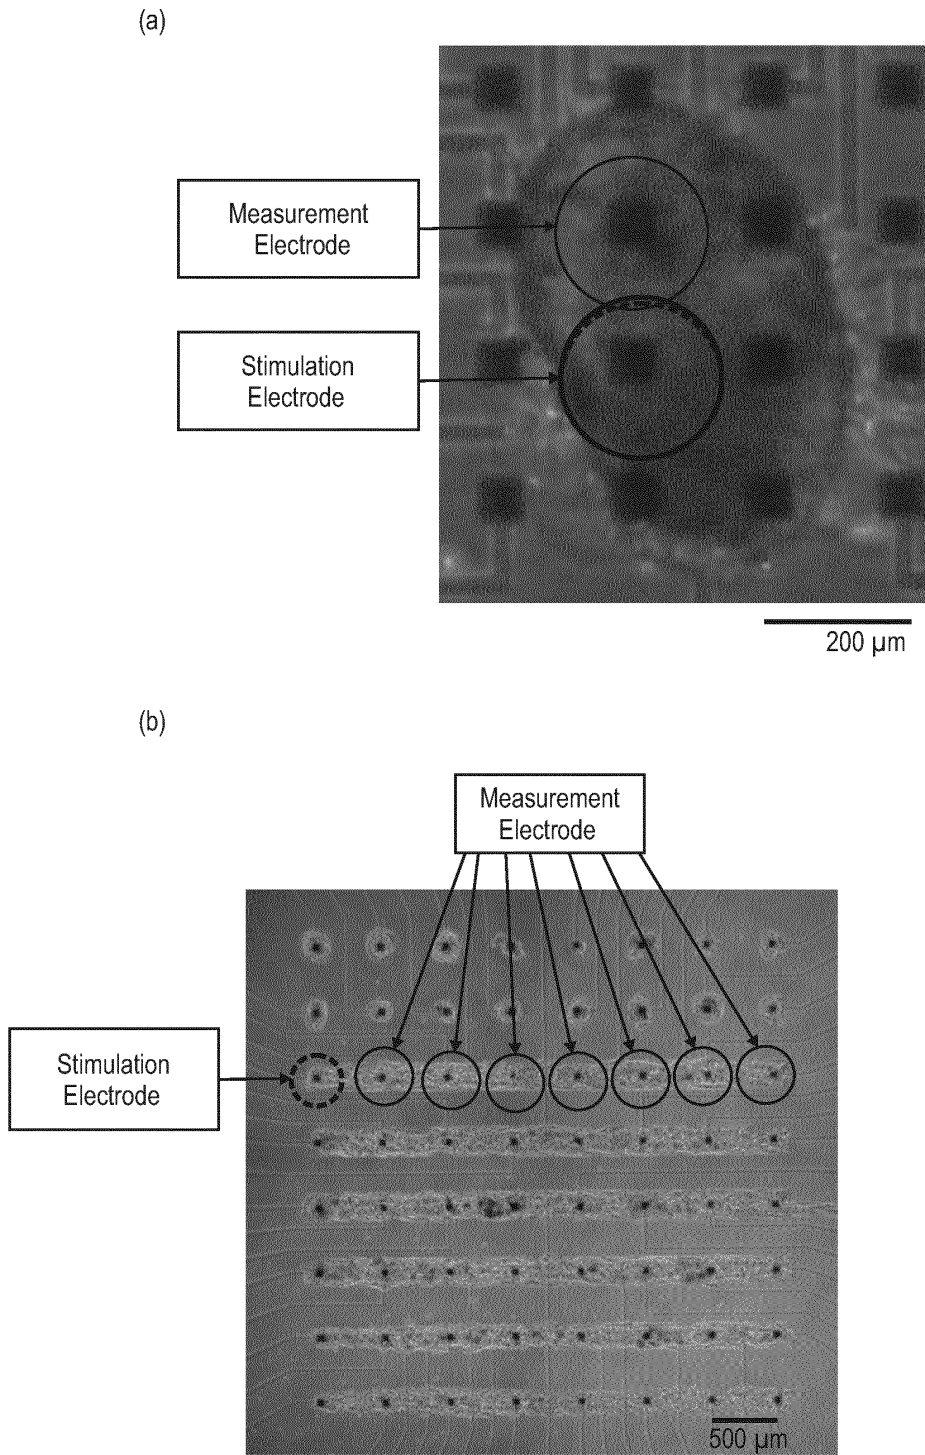 (a)
Measurement
Electrode
Stimulation
Electrode
200 µm
(b)
Measurement
Electrode
Stimulation
Electrode
500 µm